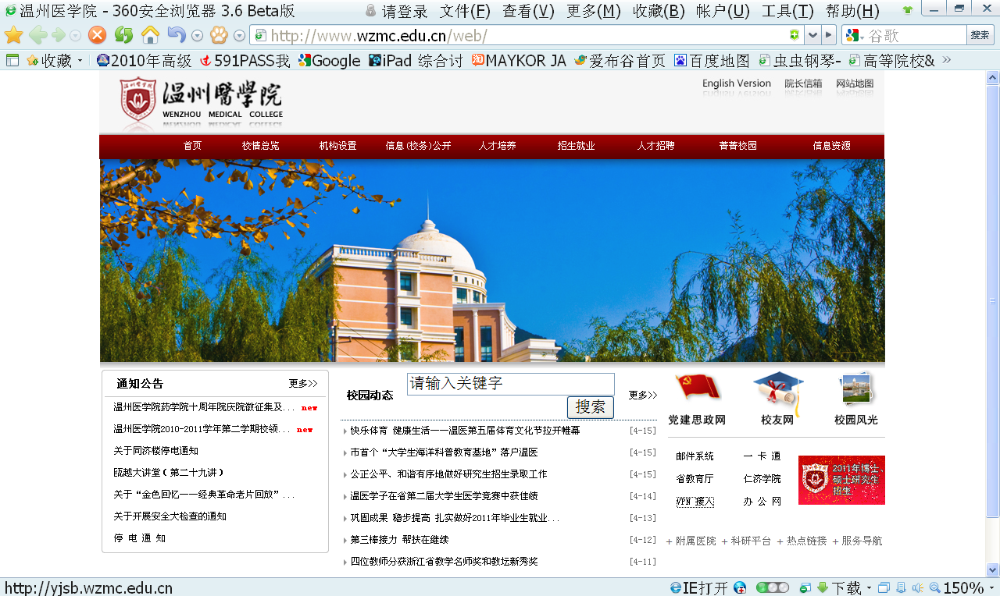 温州医学院 - 360安全浏览器 3.6 Beta版 请登录 文件(F) 查看(V) 更多(M) 收藏(B) 帐户(U) 工具(T) 帮助(H)
http://www.wzmc.edu.cn/web/ 谷歌 搜索
收藏 2010年高级 591PASS我 Google iPad 综合讨 MAYKOR JA 爱布谷首页 百度地图 虫虫钢琴- 高等院校&
温州醫學院
WENZHOU MEDICAL COLLEGE
English Version 院长信箱 网站地图
首页 校情总览 机构设置 信息(校务)公开 人才培养 招生就业 人才招聘 菁菁校园 信息资源
通知公告 更多>>
温州医学院药学院十周年院庆院徽征集及... new
温州医学院2010-2011学年第二学期校领... new
关于同济楼停电通知
瓯越大讲堂（第二十九讲）
关于“金色回忆——经典革命老片回放”.
关于开展安全大检查的通知
停 电 通 知
校园动态 请输入关键字 更多>>
搜索
快乐体育 健康生活——温医第五届体育文化节拉开帷幕 [4-15]
市首个“大学生海洋科普教育基地”落户温医 [4-15]
公正公平、和谐有序地做好研究生招生录取工作 [4-15]
温医学子在省第二届大学生医学竞赛中获佳绩 [4-14]
巩固成果 稳步提高 扎实做好2011年毕业生就业... [4-13]
第三棒接力 帮扶在继续 [4-12]
四位教师分获浙江省教学名师奖和教坛新秀奖 [4-11]
党建思政网 校友网 校园风光
邮件系统 一 卡 通
省教育厅 仁济学院
VPN 接入 办 公 网
2011年博士、
硕士研究生
招生
+ 附属医院 + 科研平台 + 热点链接 + 服务导航
http://yjsb.wzmc.edu.cn IE打开 下载 150%